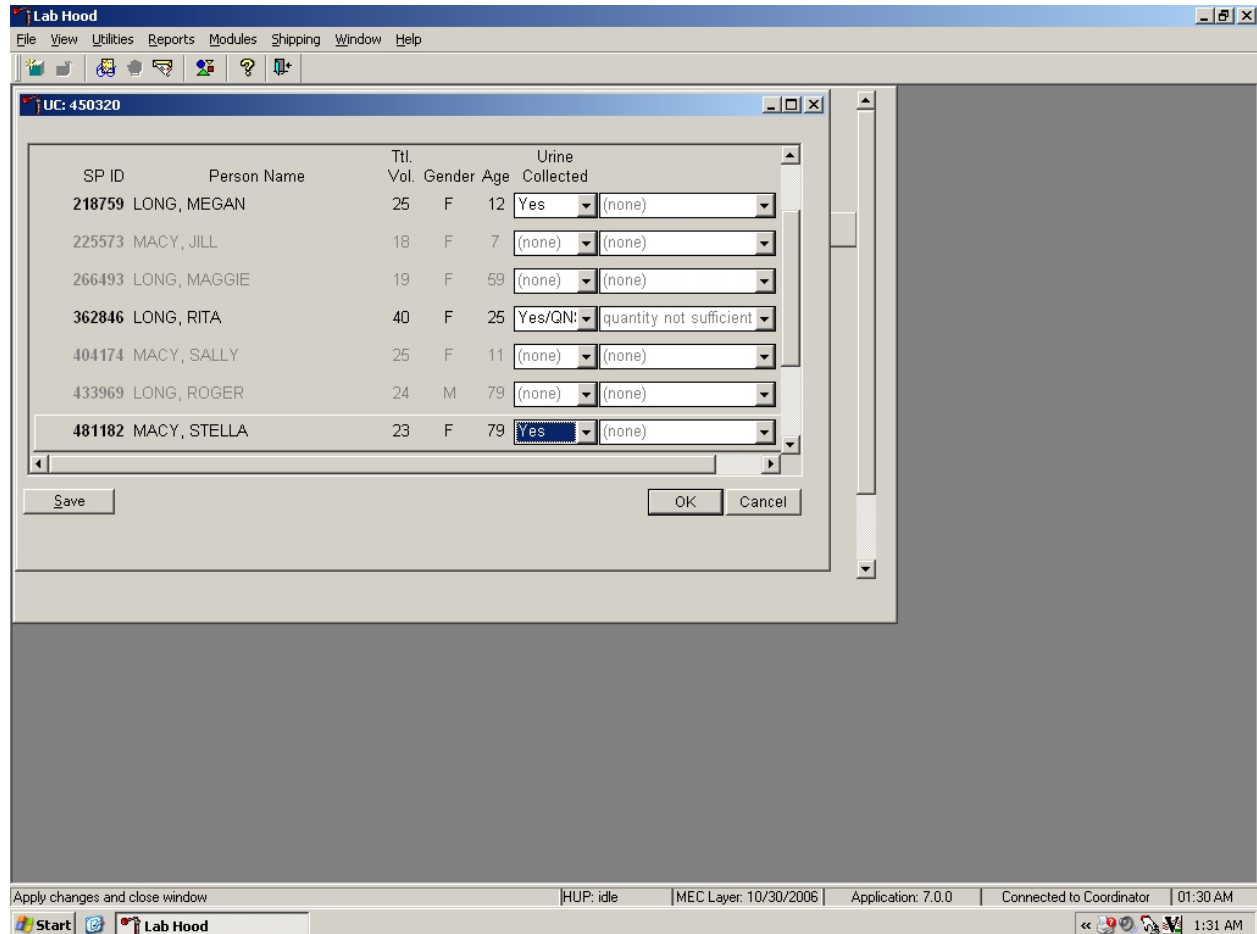 Lab Hood
File View Utilities Reports Modules Shipping Window Help
UC: 450320
Ttl. Urine
SP ID Person Name Vol. Gender Age Collected
218759 LONG, MEGAN 25 F 12 Yes (none)
225573 MACY, JILL 18 F 7 (none) (none)
266493 LONG, MAGGIE 19 F 59 (none) (none)
362846 LONG, RITA 40 F 25 Yes/QN quantity not sufficient
404174 MACY, SALLY 25 F 11 (none) (none)
433969 LONG, ROGER 24 M 79 (none) (none)
481182 MACY, STELLA 23 F 79 Yes (none)
Save OK Cancel
Apply changes and close window HUP: idle MEC Layer: 10/30/2006 Application: 7.0.0 Connected to Coordinator 01:30 AM
Start Lab Hood « 1:31 AM